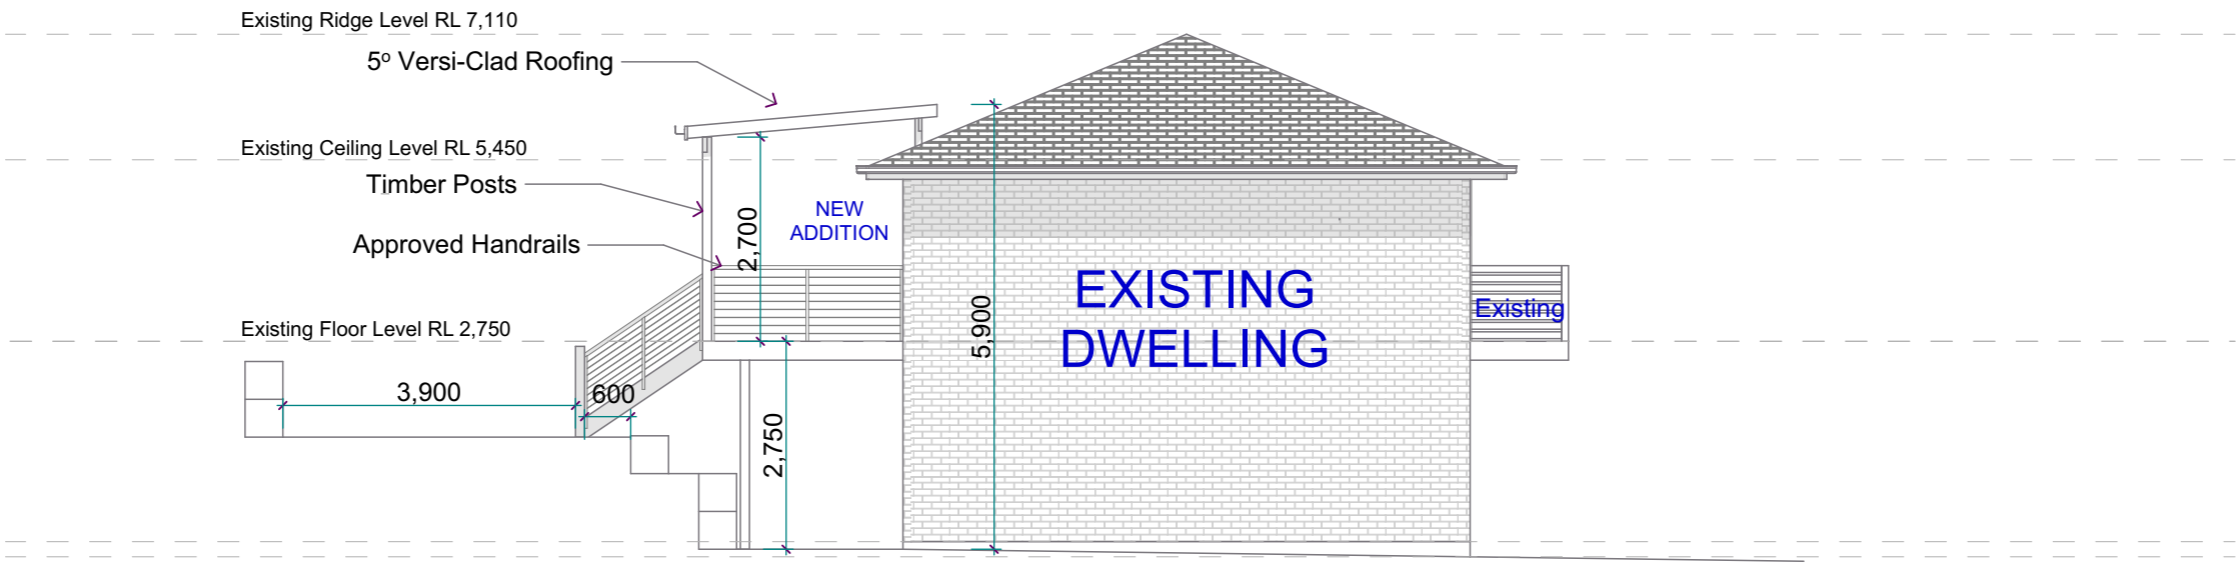 Existing Ridge Level RL 7,110
5º Versi-Clad Roofing
Existing Ceiling Level RL 5,450
Timber Posts
NEW
ADDITION
2,700
Approved Handrails
EXISTING
DWELLING
5,900
Existing
Existing Floor Level RL 2,750
3,900
600
2,750